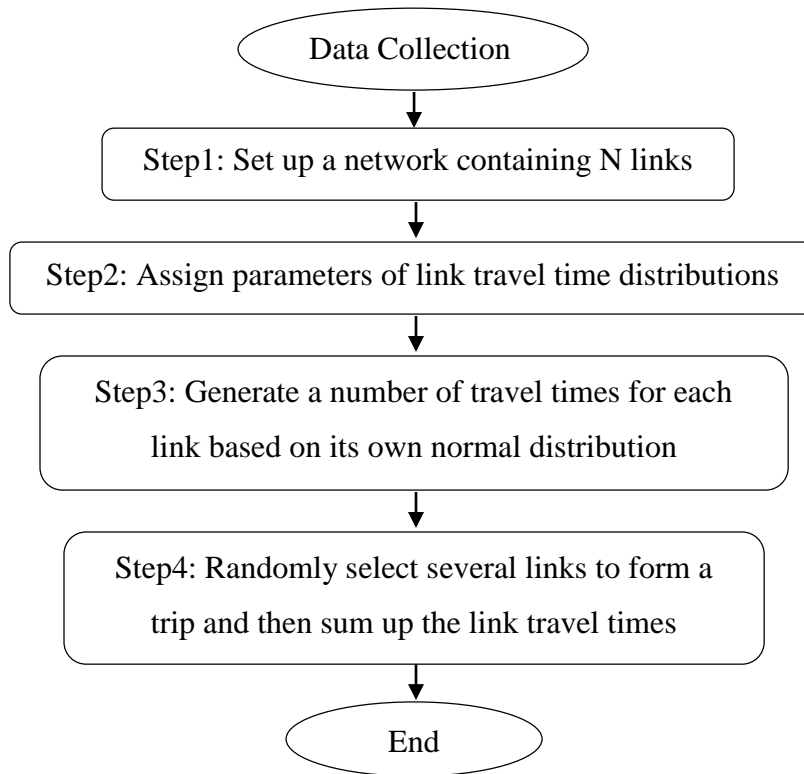 Data Collection
Step1: Set up a network containing N links
Step2: Assign parameters of link travel time distributions
Step3: Generate a number of travel times for each
link based on its own normal distribution
Step4: Randomly select several links to form a
trip and then sum up the link travel times
End